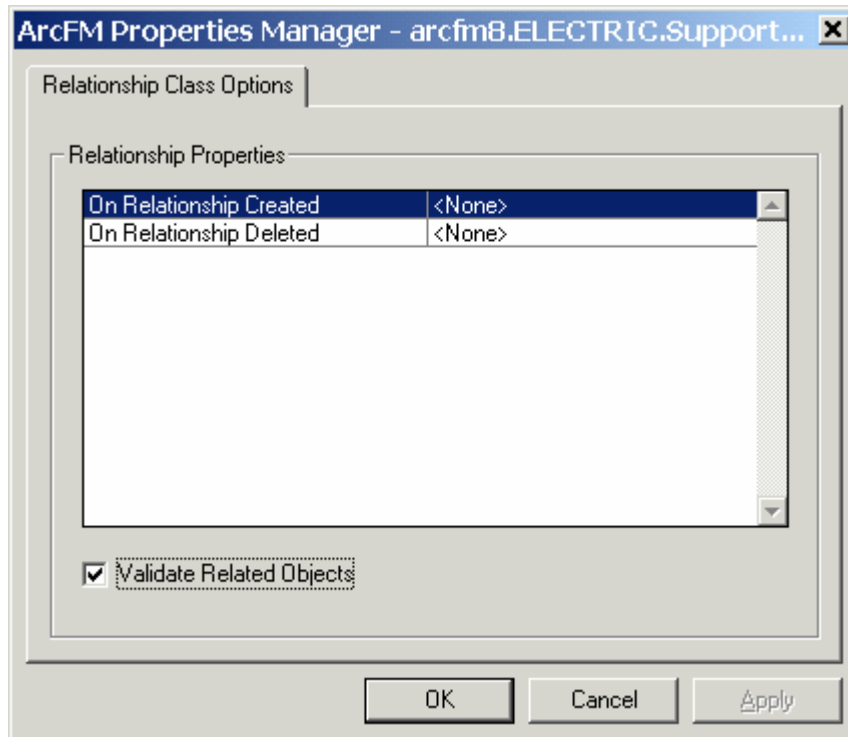 ArcFM Properties Manager - arcfm8.ELECTRIC.Support...
Relationship Class Options
Relationship Properties
On Relationship Created <None>
On Relationship Deleted <None>
Validate Related Objects
OK Cancel Apply